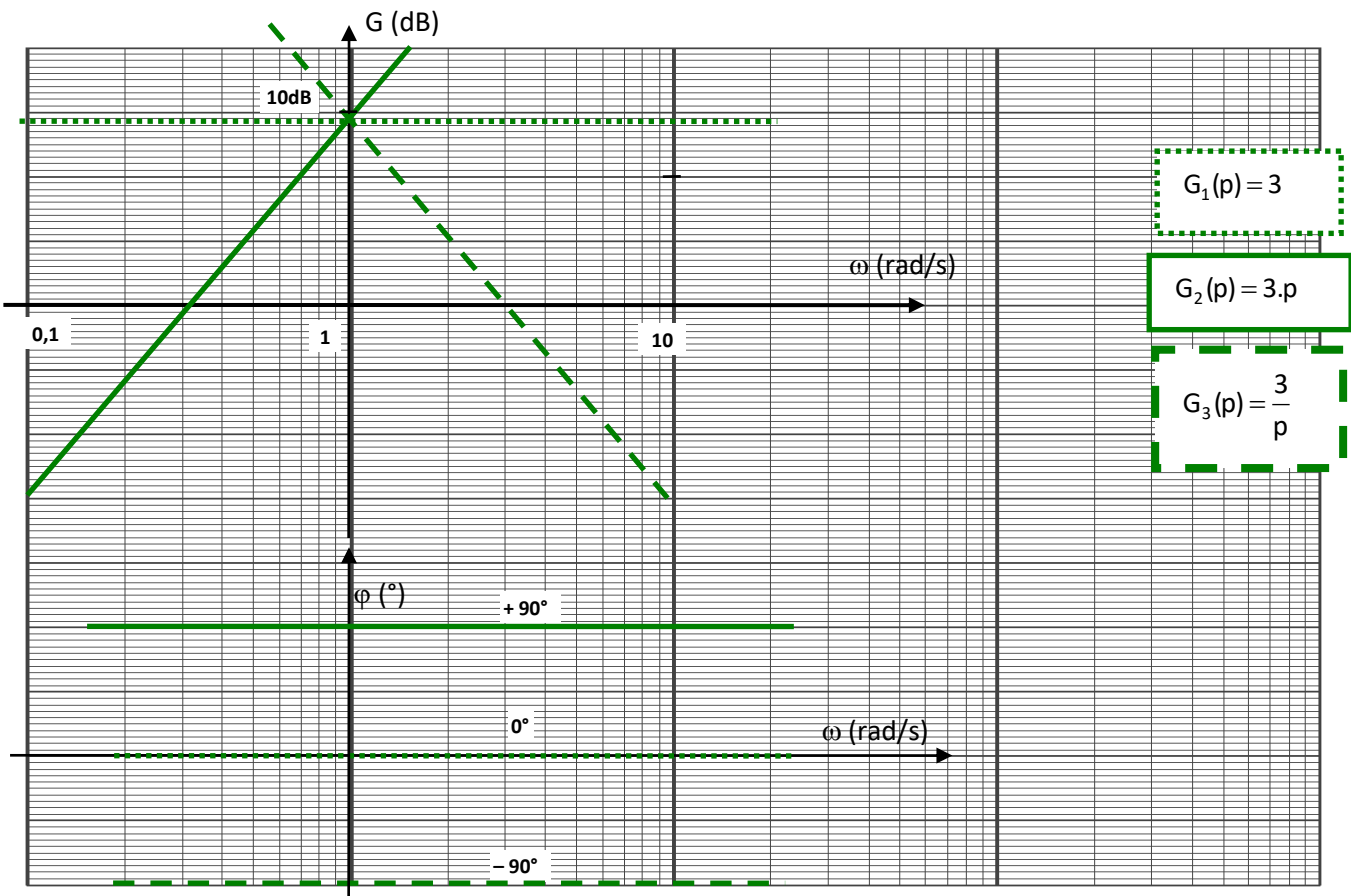 G (dB)
10dB
G₁(p) = 3
ω (rad/s)
G₂(p) = 3.p
0,1
1
10
G₃(p) = 3/p
φ (°)
+ 90°
0°
ω (rad/s)
– 90°